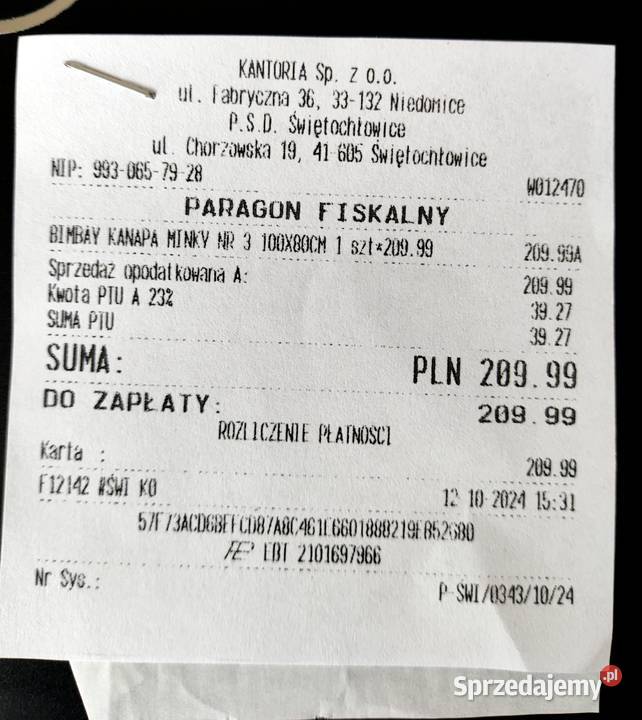 KANTORIA Sp. z o.o.
ul. Fabryczna 36, 33-132 Niedomice
P.S.D. Świętochłowice
ul. Chorzowska 19, 41-605 Świętochłowice
NIP: 993-065-79-28 W012470
PARAGON FISKALNY
BIMBAY KANAPA MINKY NR 3 100X80CM 1 szt*209.99 209.99A
Sprzedaż opodatkowana A: 209.99
Kwota PTU A 23% 39.27
SUMA PTU 39.27
SUMA: PLN 209.99
DO ZAPŁATY: 209.99
ROZLICZENIE PŁATNOŚCI
Karta : 209.99
F12142 #ŚWI KO 12-10-2024 15:31
EBT 2101697966
Nr Sys.: P-ŚWI/0343/10/24
Sprzedajemy.pl